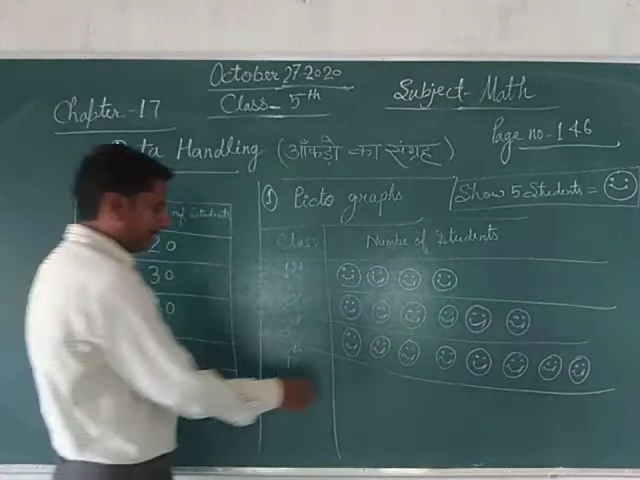 October 27-2020
Class- 5th
Subject- Math
Chapter-17
Page no-146
Data Handling (आँकड़ो का संग्रह)
① Picto graphs
Show 5 Students =
of Students
Class
Number of Students
20
30
1st